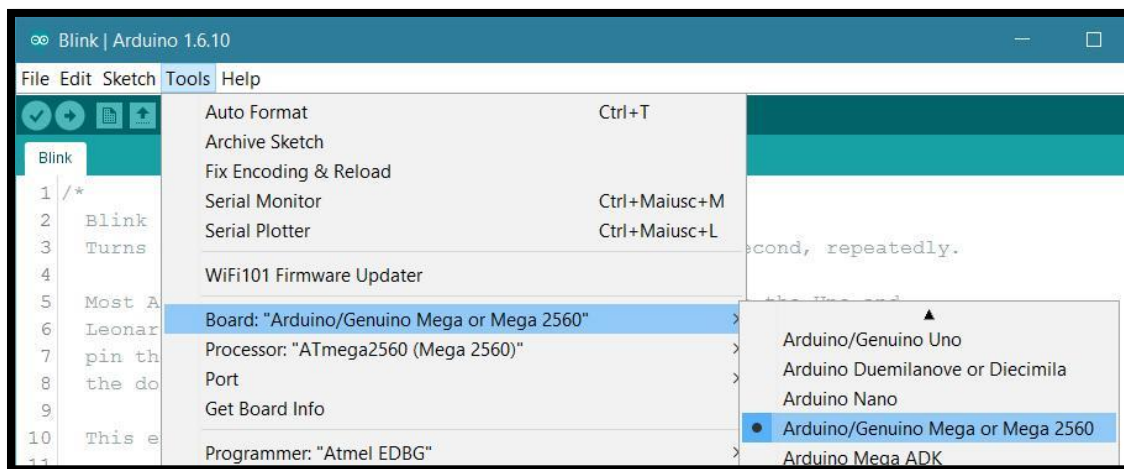 Blink | Arduino 1.6.10
File Edit Sketch Tools Help
Blink
Auto Format Ctrl+T
Archive Sketch
Fix Encoding & Reload
Serial Monitor Ctrl+Maiusc+M
Serial Plotter Ctrl+Maiusc+L
WiFi101 Firmware Updater
Board: "Arduino/Genuino Mega or Mega 2560"
Processor: "ATmega2560 (Mega 2560)"
Port
Get Board Info
Programmer: "Atmel EDBG"
Arduino/Genuino Uno
Arduino Duemilanove or Diecimila
Arduino Nano
Arduino/Genuino Mega or Mega 2560
Arduino Mega ADK
1 /*
2 Blink
3 Turns econd, repeatedly.
4
5 Most A
6 Leonar
7 pin th
8 the do
9
10 This e